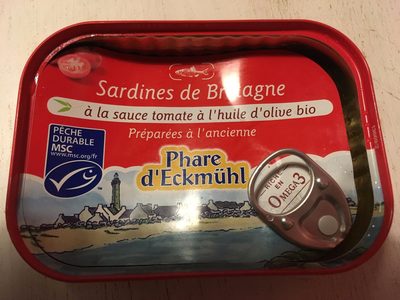 Sardines de Bretagne
à la sauce tomate à l'huile d'olive bio
Préparées à l'ancienne
PÊCHE
DURABLE
MSC
www.msc.org/fr
Phare
d'Eckmühl
RICHE EN
OMEGA 3